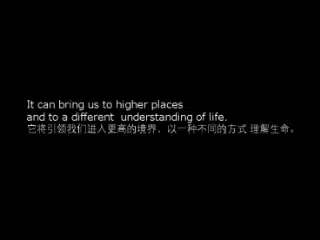 It can bring us to higher places
and to a different  understanding of life.
它将引领我们进入更高的境界，以一种不同的方式 理解生命。